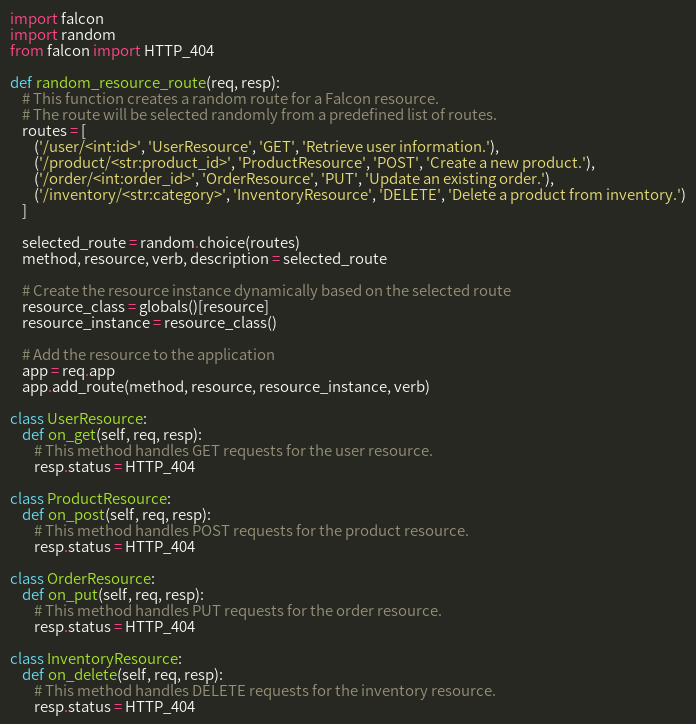 import falcon
import random
from falcon import HTTP_404

def random_resource_route(req, resp):
    # This function creates a random route for a Falcon resource.
    # The route will be selected randomly from a predefined list of routes.
    routes = [
        ('/user/<int:id>', 'UserResource', 'GET', 'Retrieve user information.'),
        ('/product/<str:product_id>', 'ProductResource', 'POST', 'Create a new product.'),
        ('/order/<int:order_id>', 'OrderResource', 'PUT', 'Update an existing order.'),
        ('/inventory/<str:category>', 'InventoryResource', 'DELETE', 'Delete a product from inventory.')
    ]

    selected_route = random.choice(routes)
    method, resource, verb, description = selected_route

    # Create the resource instance dynamically based on the selected route
    resource_class = globals()[resource]
    resource_instance = resource_class()

    # Add the resource to the application
    app = req.app
    app.add_route(method, resource, resource_instance, verb)

class UserResource:
    def on_get(self, req, resp):
        # This method handles GET requests for the user resource.
        resp.status = HTTP_404

class ProductResource:
    def on_post(self, req, resp):
        # This method handles POST requests for the product resource.
        resp.status = HTTP_404

class OrderResource:
    def on_put(self, req, resp):
        # This method handles PUT requests for the order resource.
        resp.status = HTTP_404

class InventoryResource:
    def on_delete(self, req, resp):
        # This method handles DELETE requests for the inventory resource.
        resp.status = HTTP_404